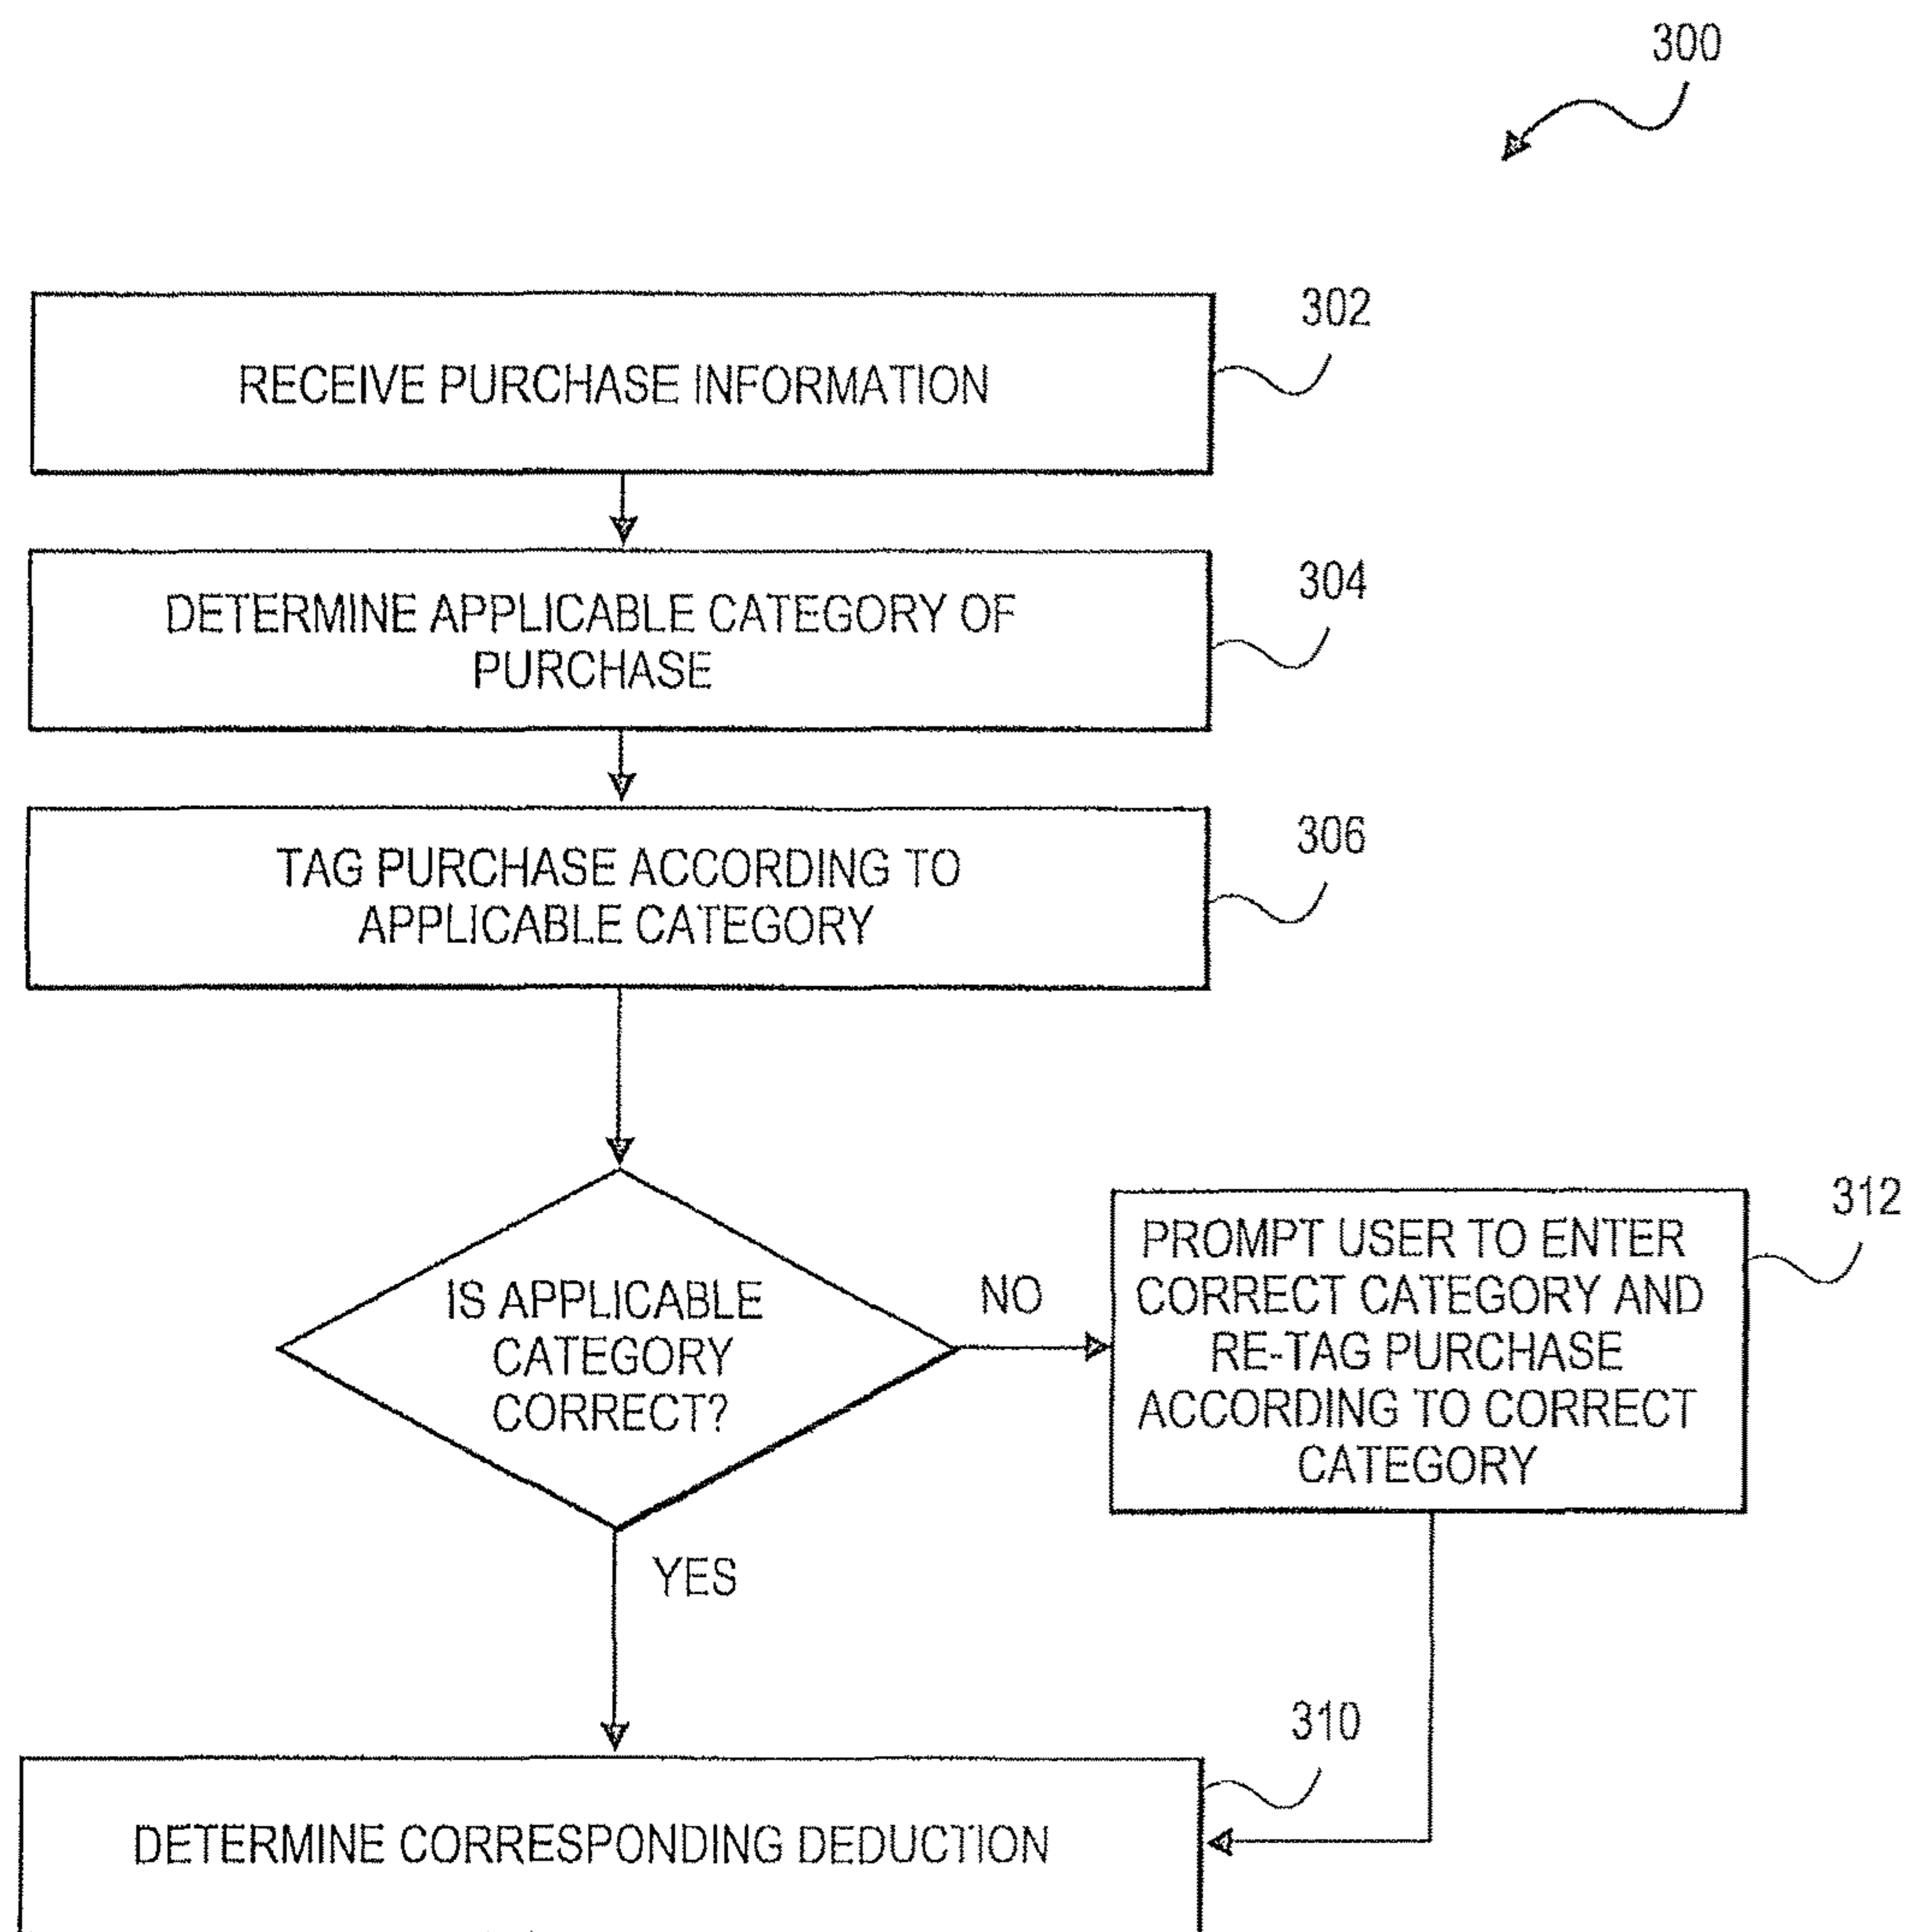 300
302
RECEIVE PURCHASE INFORMATION
304
DETERMINE APPLICABLE CATEGORY OF
PURCHASE
306
TAG PURCHASE ACCORDING TO
APPLICABLE CATEGORY
IS APPLICABLE
CATEGORY
CORRECT?
NO
YES
312
PROMPT USER TO ENTER
CORRECT CATEGORY AND
RE-TAG PURCHASE
ACCORDING TO CORRECT
CATEGORY
310
DETERMINE CORRESPONDING DEDUCTION